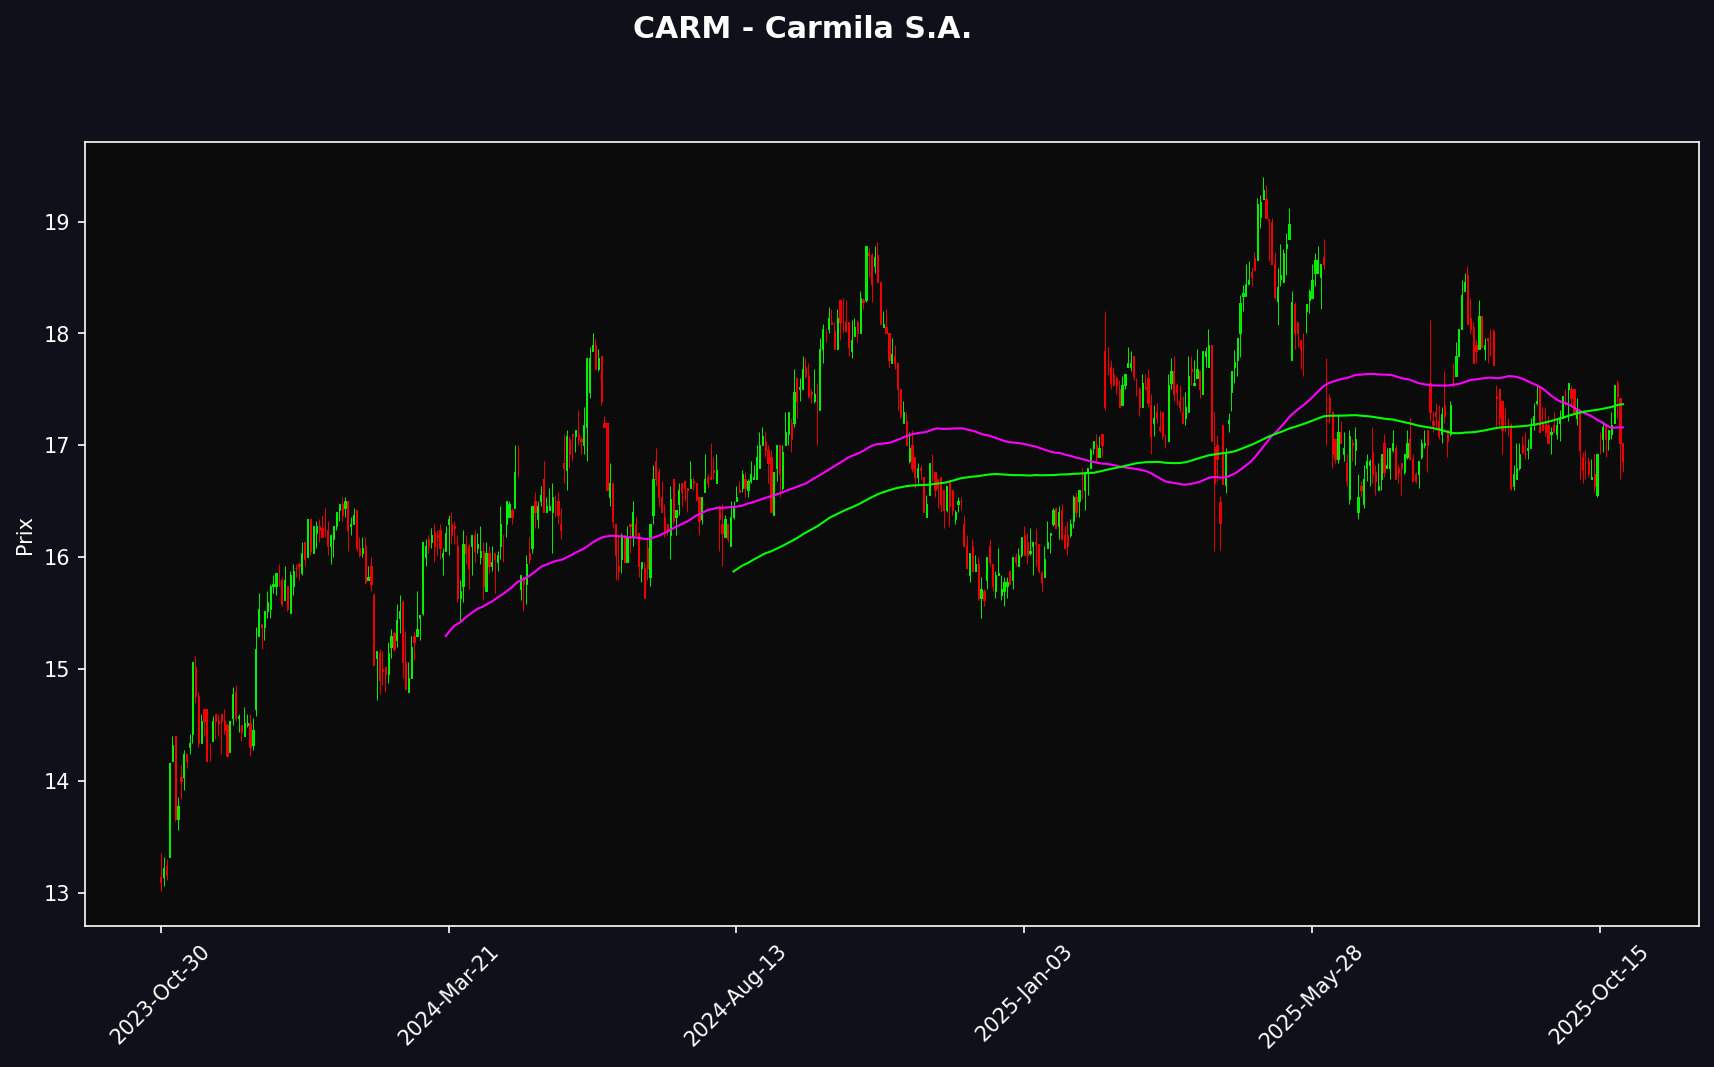 CARM - Carmila S.A.
Prix
19
18
17
16
15
14
13
2023-Oct-30
2024-Mar-21
2024-Aug-13
2025-Jan-03
2025-May-28
2025-Oct-15